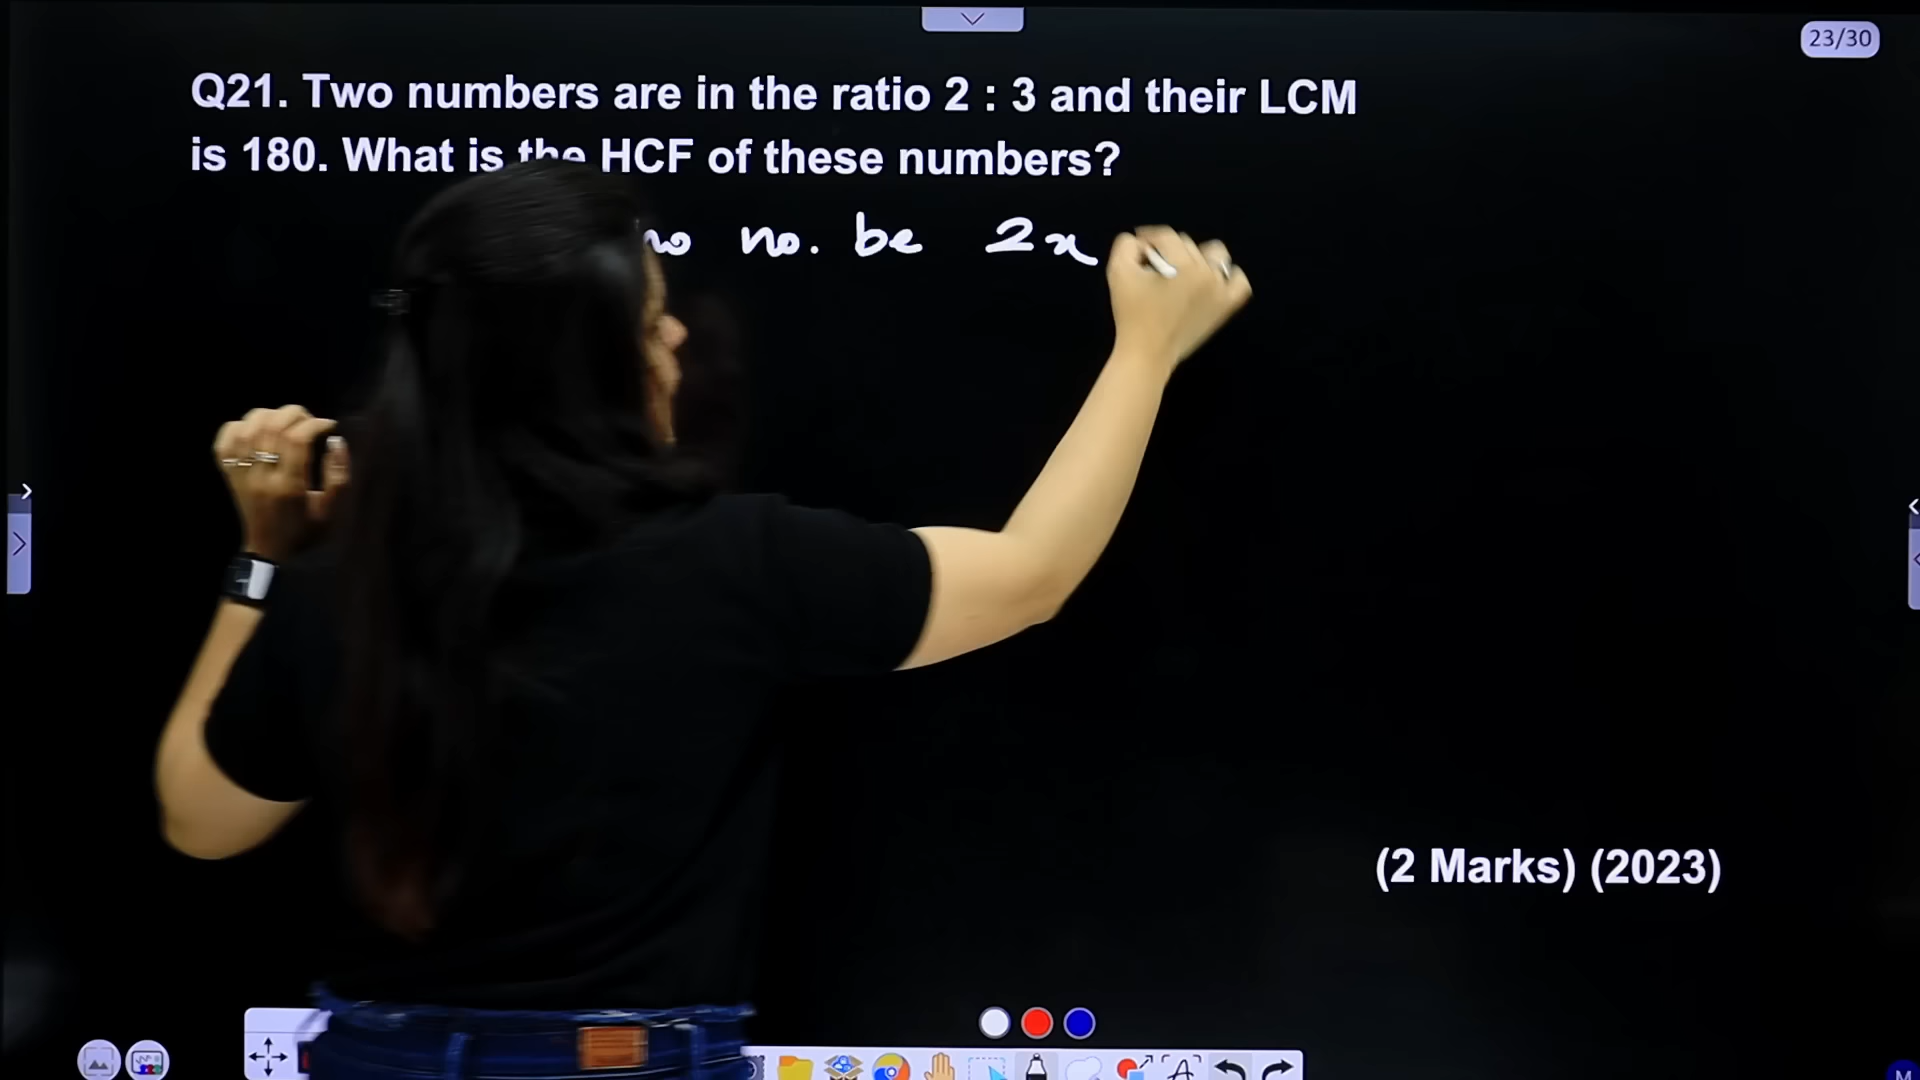 23/30
Q21. Two numbers are in the ratio 2 : 3 and their LCM
is 180. What is the HCF of these numbers?
no. be 2x
(2 Marks) (2023)